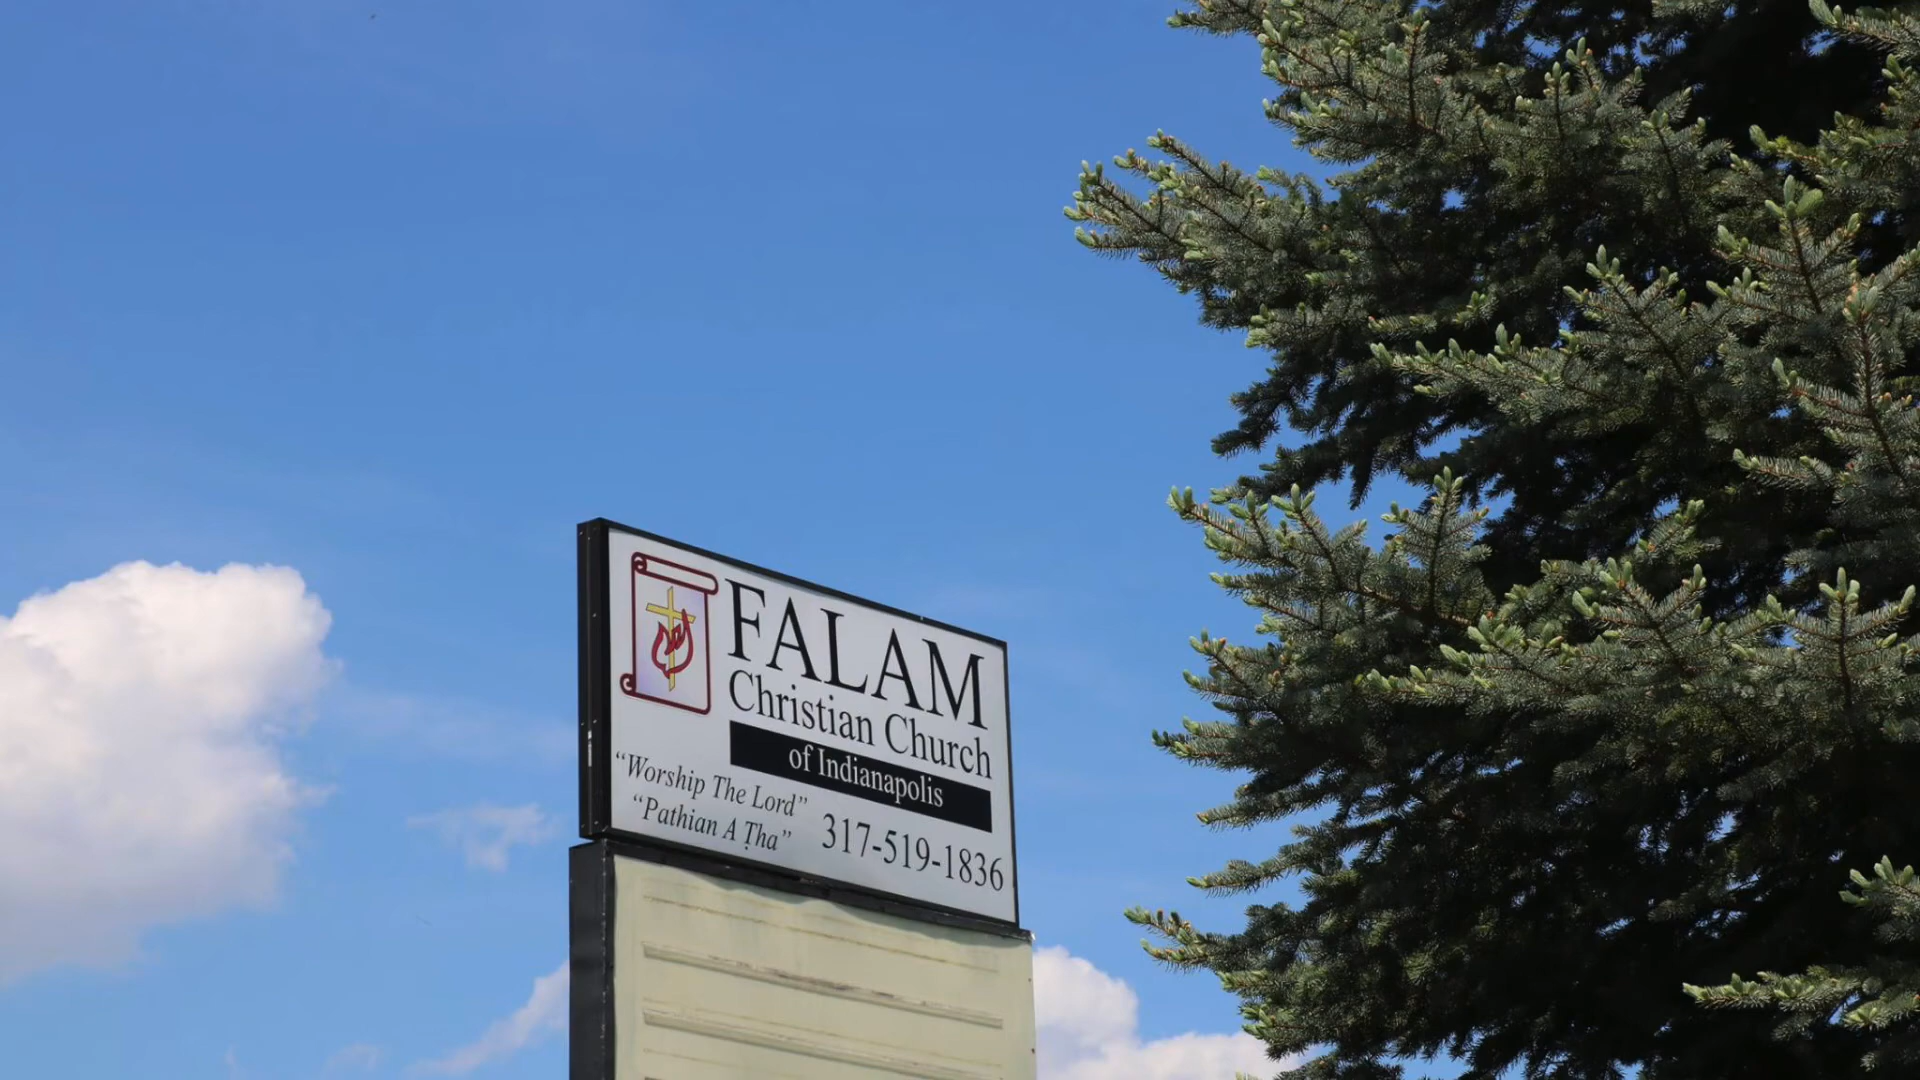 FALAM
Christian Church
of Indianapolis
“Worship The Lord”
“Pathian A Ṭha”
317-519-1836